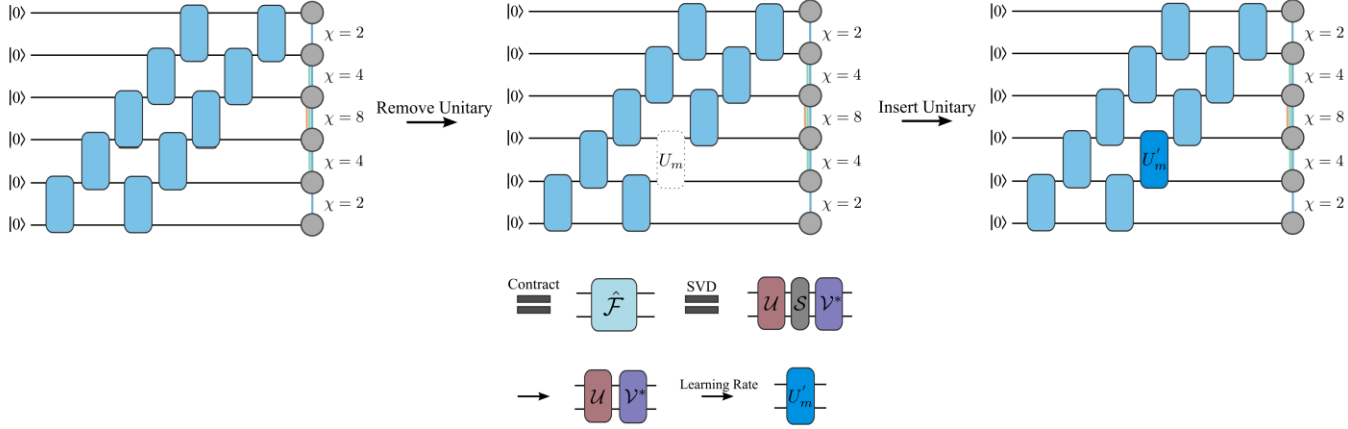 |0⟩ χ = 2 |0⟩ χ = 2 |0⟩ χ = 2
|0⟩ χ = 4 |0⟩ χ = 4 |0⟩ χ = 4
|0⟩ Remove Unitary |0⟩ Insert Unitary |0⟩
χ = 8 χ = 8 χ = 8
|0⟩ |0⟩ |0⟩
χ = 4 U_m χ = 4 U'_m χ = 4
|0⟩ |0⟩ |0⟩
χ = 2 χ = 2 χ = 2
|0⟩ |0⟩ |0⟩
Contract 𝓕̂ SVD 𝒰 𝒮 𝒱*
𝒰 𝒱* Learning Rate U'_m